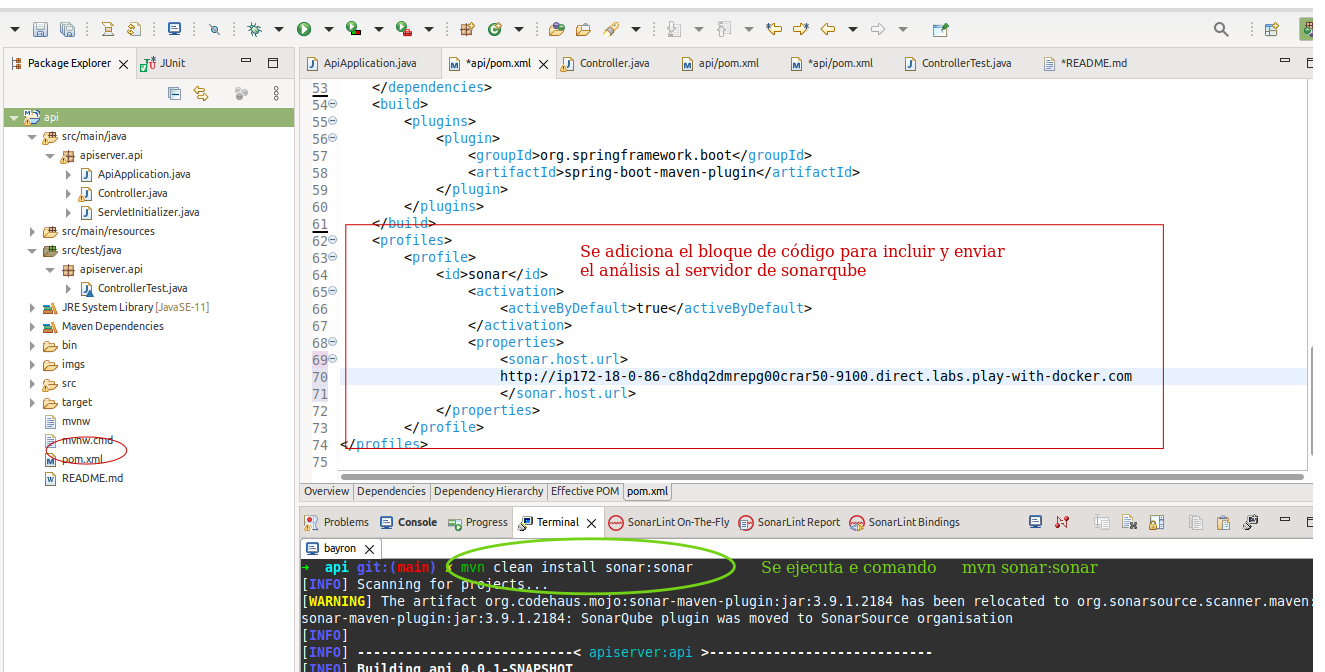 Package Explorer
JUnit
ApiApplication.java
*api/pom.xml
Controller.java
api/pom.xml
*api/pom.xml
ControllerTest.java
*README.md
api
src/main/java
apiserver.api
ApiApplication.java
Controller.java
ServletInitializer.java
src/main/resources
src/test/java
apiserver.api
ControllerTest.java
JRE System Library [JavaSE-11]
Maven Dependencies
bin
imgs
src
target
mvnw
mvnw.cmd
pom.xml
README.md
53 </dependencies>
54 <build>
55 <plugins>
56 <plugin>
57 <groupId>org.springframework.boot</groupId>
58 <artifactId>spring-boot-maven-plugin</artifactId>
59 </plugin>
60 </plugins>
61 </build>
62 <profiles>
63 <profile>
64 <id>sonar</id>
65 <activation>
66 <activeByDefault>true</activeByDefault>
67 </activation>
68 <properties>
69 <sonar.host.url>
70 http://ip172-18-0-86-c8hdq2dmrepg00crar50-9100.direct.labs.play-with-docker.com
71 </sonar.host.url>
72 </properties>
73 </profile>
74 </profiles>
75
Se adiciona el bloque de código para incluir y enviar
el análisis al servidor de sonarqube
Overview Dependencies Dependency Hierarchy Effective POM pom.xml
Problems Console Progress Terminal SonarLint On-The-Fly SonarLint Report SonarLint Bindings
bayron
→ api git:(main) ✗ mvn clean install sonar:sonar
Se ejecuta e comando mvn sonar:sonar
[INFO] Scanning for projects...
[WARNING] The artifact org.codehaus.mojo:sonar-maven-plugin:jar:3.9.1.2184 has been relocated to org.sonarsource.scanner.maven:
sonar-maven-plugin:jar:3.9.1.2184: SonarQube plugin was moved to SonarSource organisation
[INFO]
[INFO] ----------------------------< apiserver:api >----------------------------
[INFO] Building api 0.0.1-SNAPSHOT